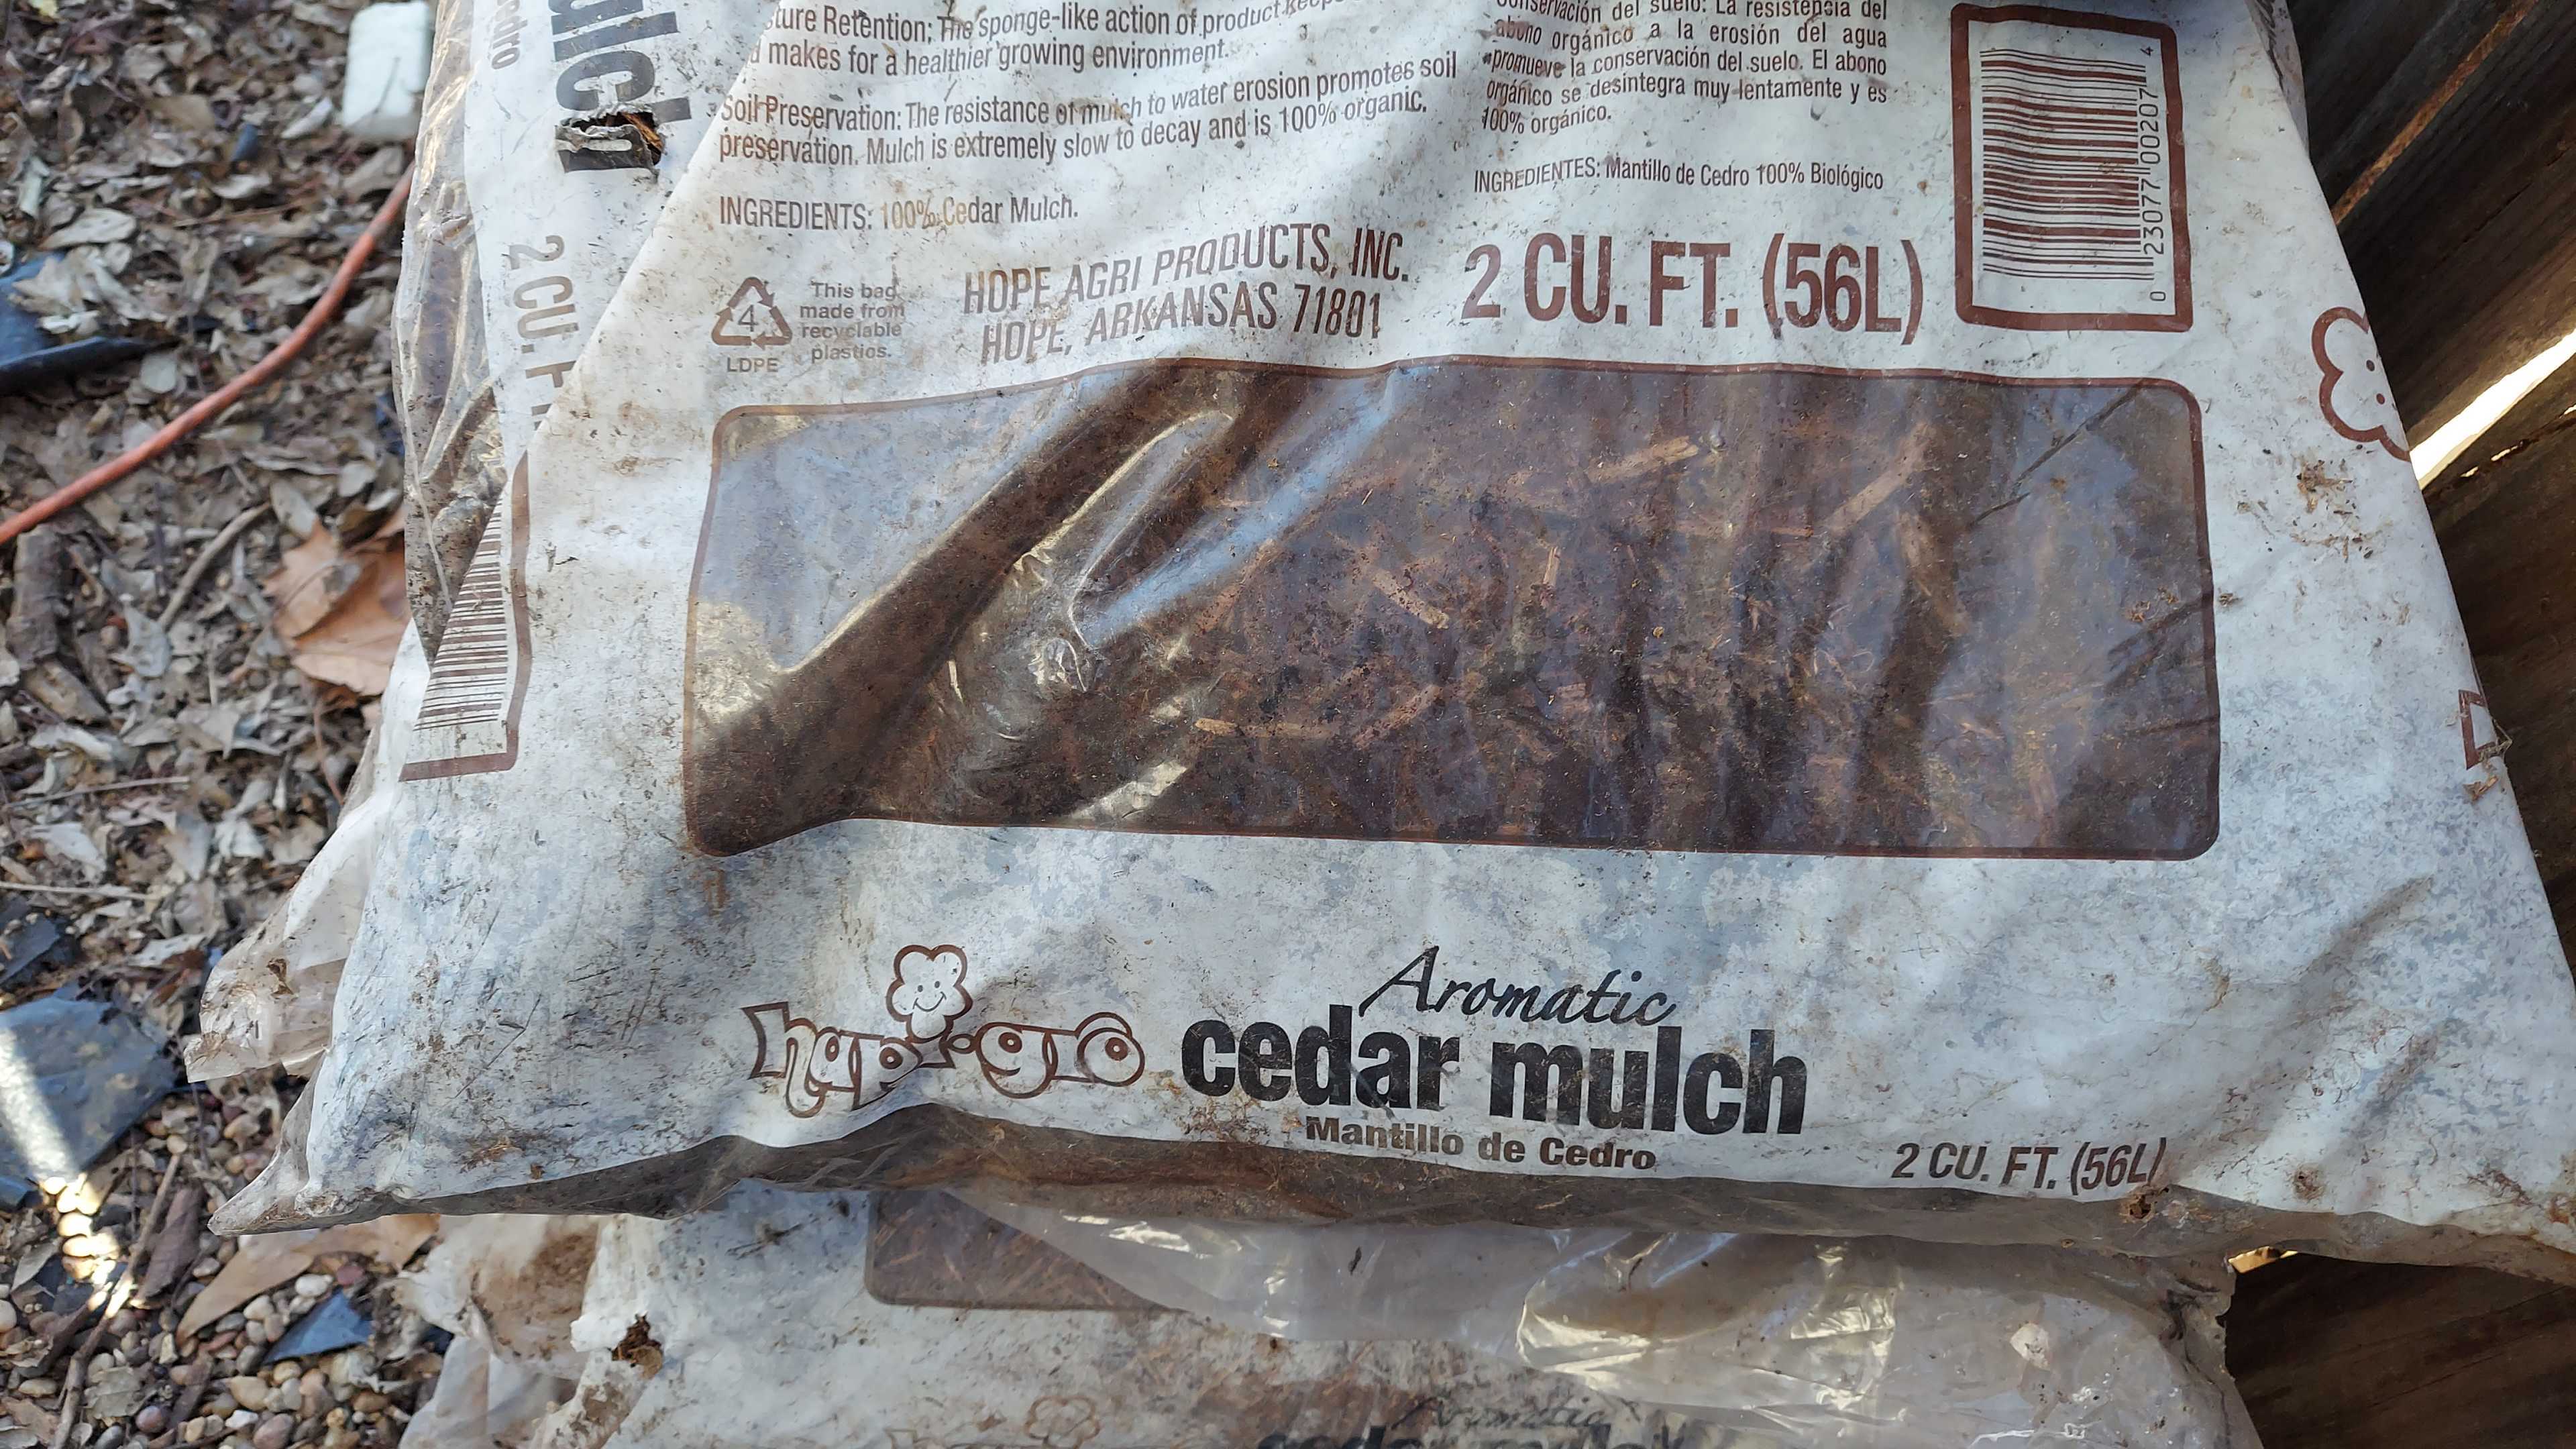 edro
ulch
2 CU. F
ture Retention; The sponge-like action of product keeps
makes for a healthier growing environment.
Soil Preservation: The resistance of mulch to water erosion promotes soil
preservation. Mulch is extremely slow to decay and is 100% organic.
INGREDIENTS: 100% Cedar Mulch.
conservación del suelo: La resistencia del
abono orgánico a la erosión del agua
promueve la conservación del suelo. El abono
orgánico se desintegra muy lentamente y es
100% orgánico.
INGREDIENTES: Mantillo de Cedro 100% Biológico
4
LDPE
This bag
made from
recyclable
plastics.
HOPE AGRI PRODUCTS, INC.
HOPE, ARKANSAS 71801
2 CU. FT. (56L)
0 23077 00207 4
hapi-gro
Aromatic
cedar mulch
Mantillo de Cedro
2 CU. FT. (56L)
Aromatic